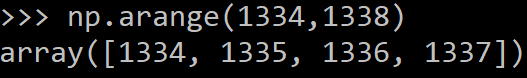 >>> np.arange(1334,1338)
array([1334, 1335, 1336, 1337])